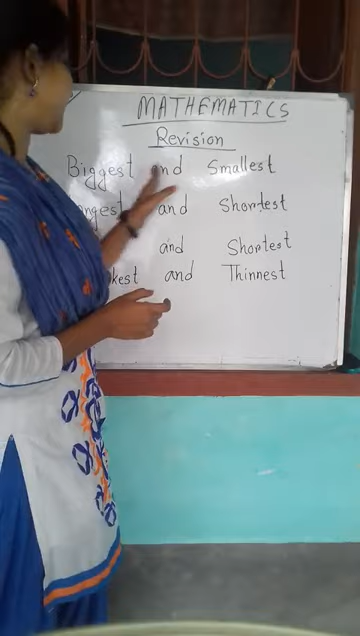 MATHEMATICS
Revision
Biggest and Smallest
and Shortest
and Shortest
and Thinnest